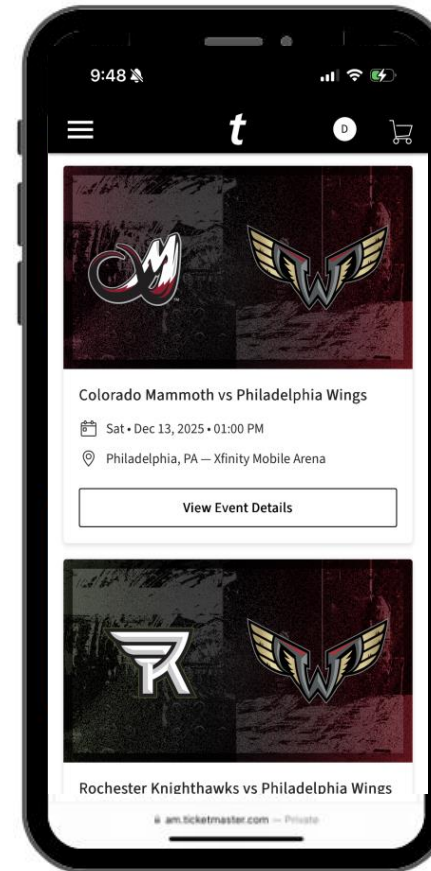 9:48
t
D
Colorado Mammoth vs Philadelphia Wings
Sat • Dec 13, 2025 • 01:00 PM
Philadelphia, PA — Xfinity Mobile Arena
View Event Details
Rochester Knighthawks vs Philadelphia Wings
am.ticketmaster.com — Private